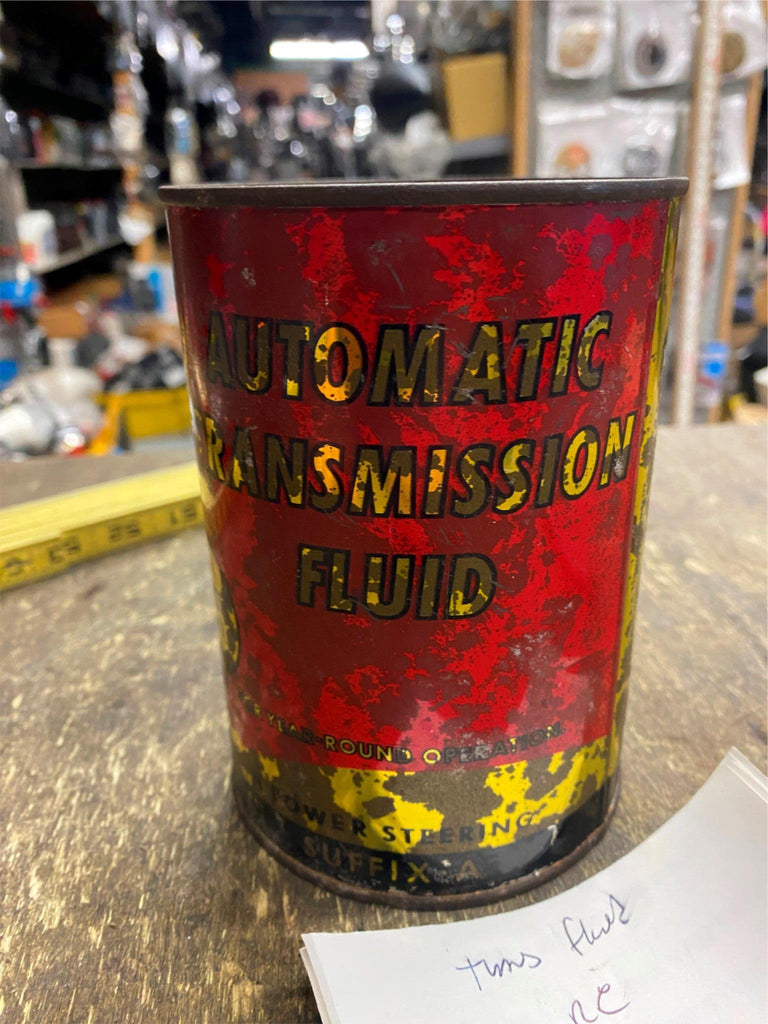 AUTOMATIC
TRANSMISSION
FLUID
YEAR-ROUND OPERATION
POWER STEERING
SUFFIX-A
trans fluid